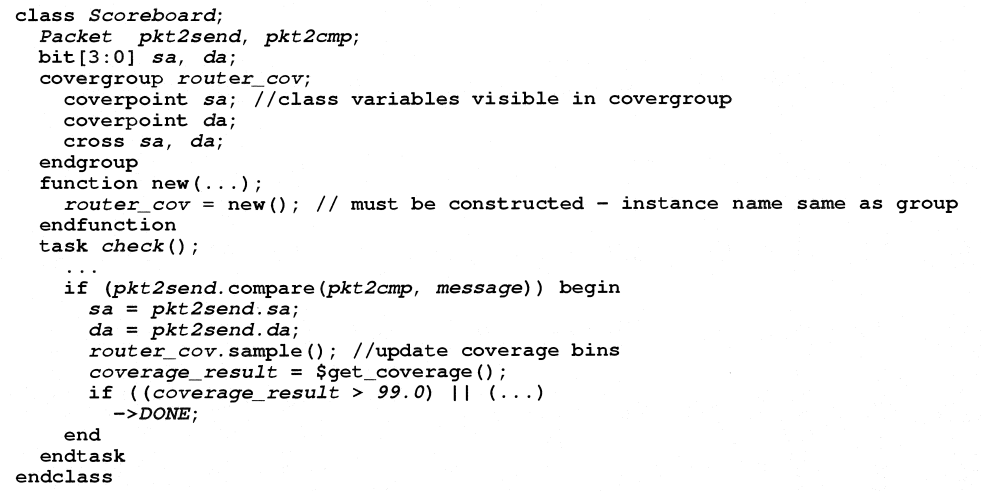 class Scoreboard;
Packet pkt2send, pkt2cmp;
bit[3:0] sa, da;
covergroup router_cov;
coverpoint sa; //class variables visible in covergroup
coverpoint da;
cross sa, da;
endgroup
function new(...);
router_cov = new(); // must be constructed – instance name same as group
endfunction
task check();
...
if (pkt2send.compare(pkt2cmp, message)) begin
sa = pkt2send.sa;
da = pkt2send.da;
router_cov.sample(); //update coverage bins
coverage_result = $get_coverage();
if ((coverage_result > 99.0) || (...)
->DONE;
end
endtask
endclass